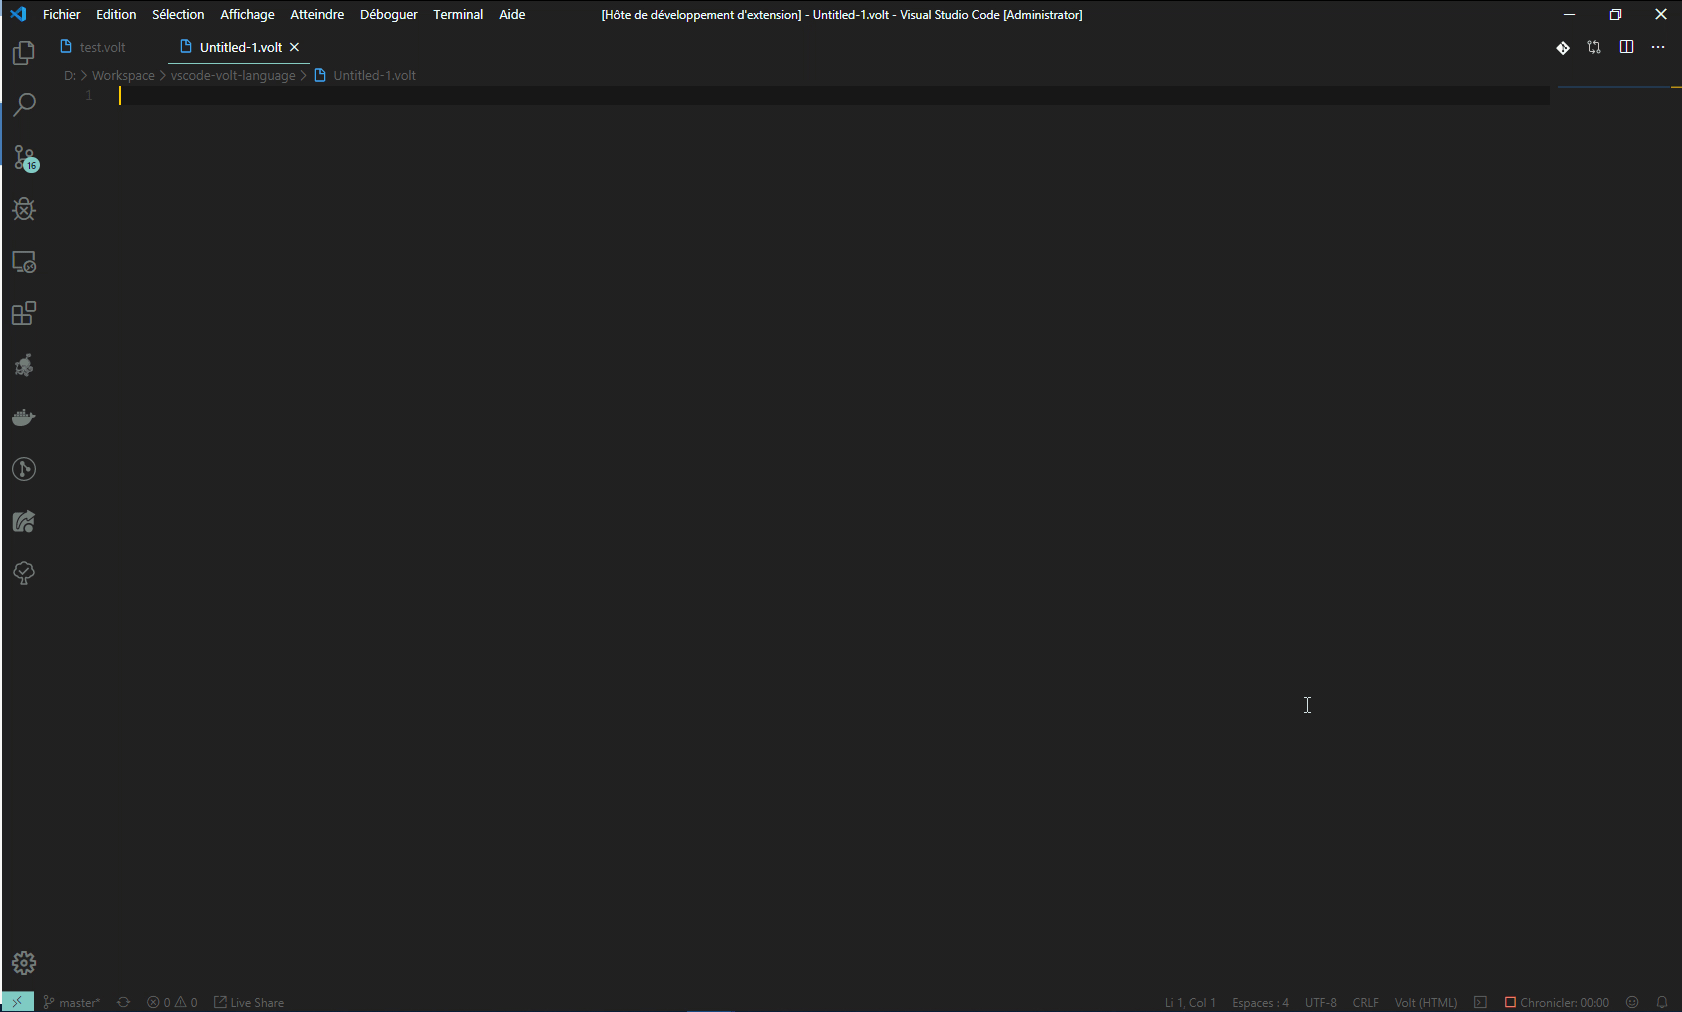 Fichier Edition Sélection Affichage Atteindre Déboguer Terminal Aide [Hôte de développement d'extension] - Untitled-1.volt - Visual Studio Code [Administrator]
test.volt Untitled-1.volt
D: > Workspace > vscode-volt-language > Untitled-1.volt
1
16
master* 0 0 Live Share Li 1, Col 1 Espaces : 4 UTF-8 CRLF Volt (HTML) Chronicler: 00:00